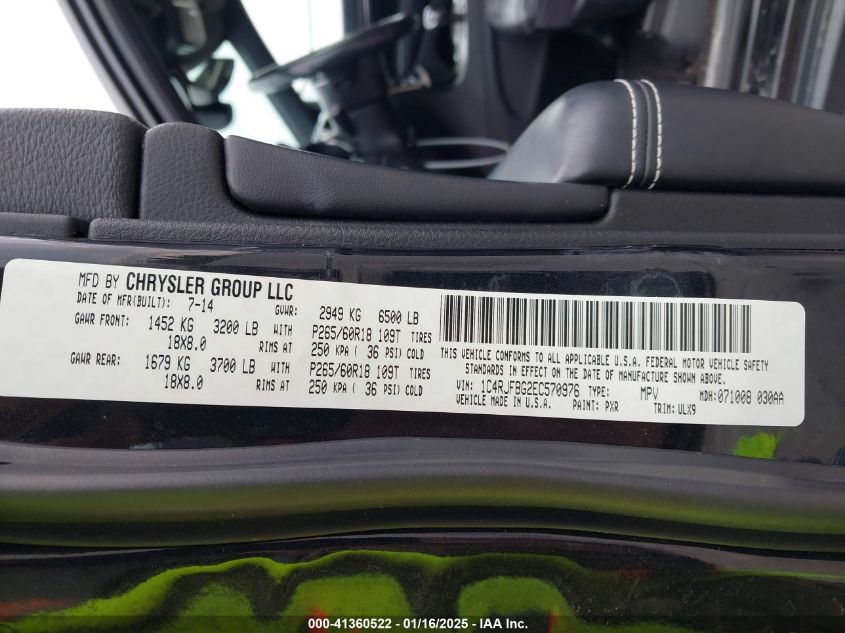 MFD BY CHRYSLER GROUP LLC
DATE OF MFR(BUILT): 7-14 GVWR: 2949 KG 6500 LB
GAWR FRONT: 1452 KG 3200 LB WITH P265/60R18 109T TIRES
18X8.0 RIMS AT 250 KPA ( 36 PSI) COLD
GAWR REAR: 1679 KG 3700 LB WITH P265/60R18 109T TIRES
18X8.0 RIMS AT 250 KPA ( 36 PSI) COLD
THIS VEHICLE CONFORMS TO ALL APPLICABLE U.S.A. FEDERAL MOTOR VEHICLE SAFETY
STANDARDS IN EFFECT ON THE DATE OF MANUFACTURE SHOWN ABOVE.
VIN: 1C4RJFBG2EC570976 TYPE: MPV MDH: 071008 030AA
VEHICLE MADE IN U.S.A. PAINT: PXR TRIM: ULX9
000-41360522 - 01/16/2025 - IAA Inc.